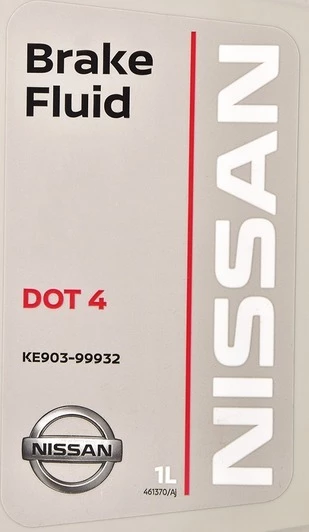 Brake
Fluid
DOT 4
KE903-99932
NISSAN
1L
461370/Aj
NISSAN